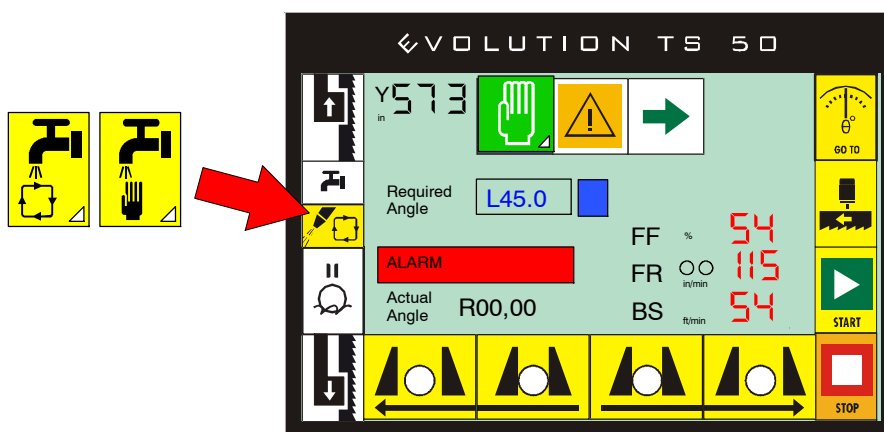 EVOLUTION TS 50
Y 573
in
θ°
GO TO
Required
Angle
L45.0
FF % 54
ALARM
FR in/min 115
Actual
Angle
R00,00
BS ft/min 54
START
STOP